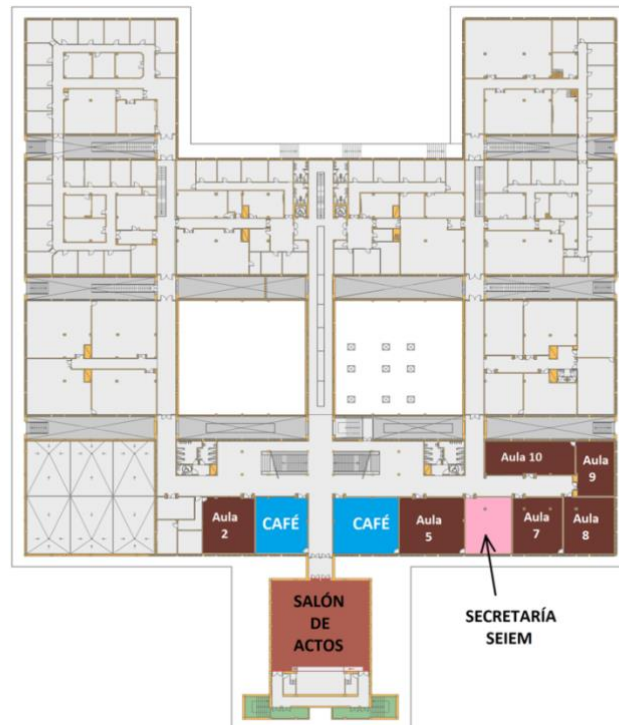 Aula 10
Aula
9
Aula
2
CAFÉ
CAFÉ
Aula
5
Aula
7
Aula
8
SALÓN
DE
ACTOS
SECRETARÍA
SEIEM